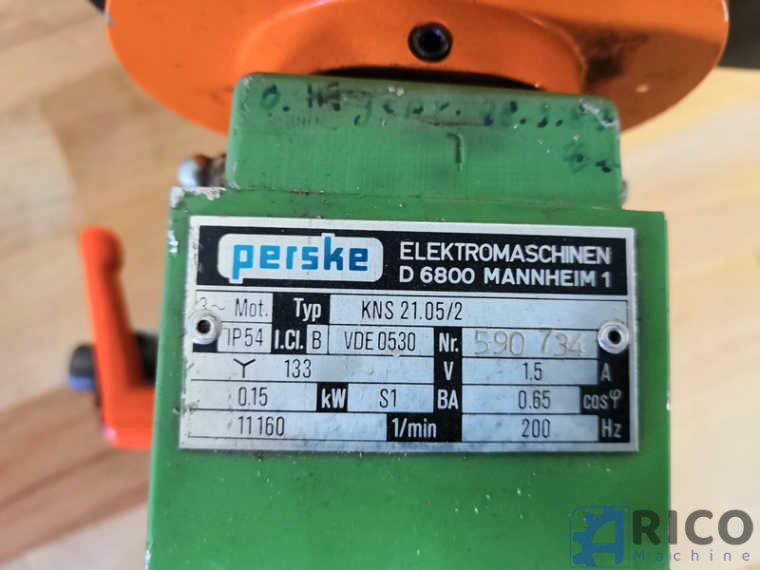 perske ELEKTROMASCHINEN
D 6800 MANNHEIM 1
3~ Mot. Typ KNS 21.05/2
IP54 I.Cl. B VDE 0530 Nr. 590 734
Y 133 V 1.5 A
0.15 kW S1 BA 0.65 cosφ
11160 1/min 200 Hz
RICO
Machine